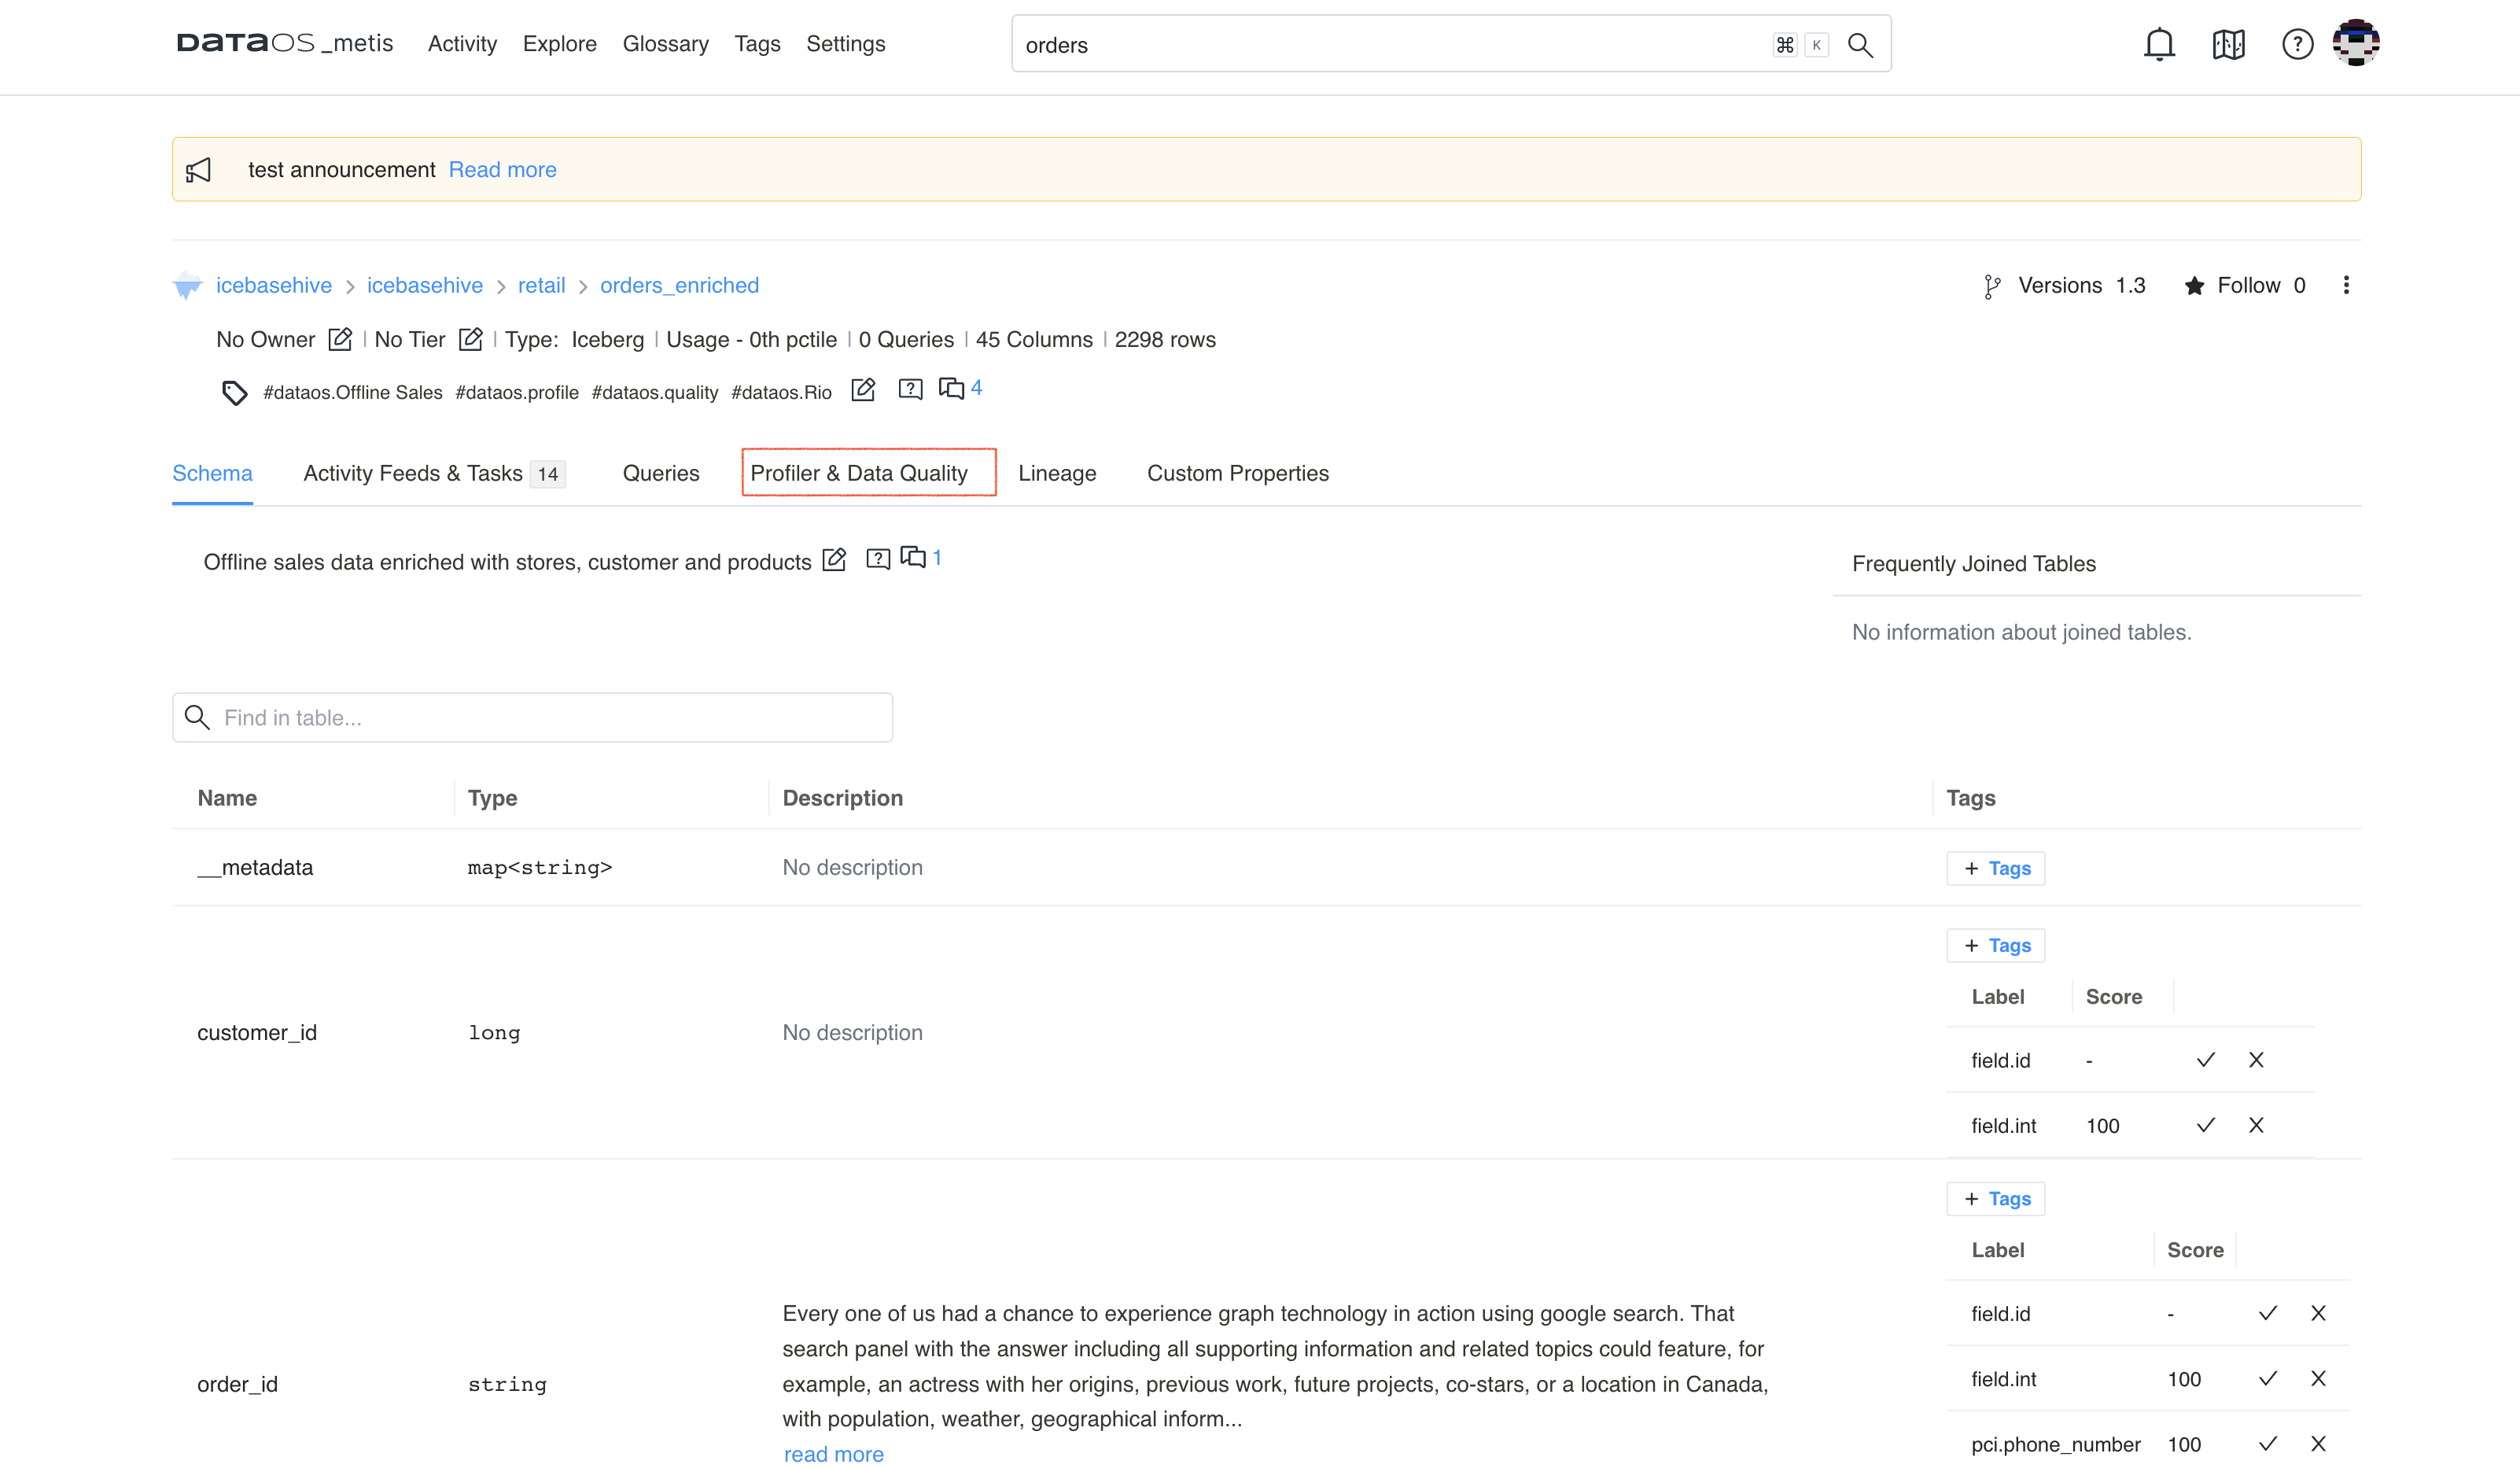 DATAOS _metis Activity Explore Glossary Tags Settings orders ⌘ K ?
test announcement Read more
icebasehive > icebasehive > retail > orders_enriched Versions 1.3 Follow 0
No Owner | No Tier | Type: Iceberg | Usage - 0th pctile | 0 Queries | 45 Columns | 2298 rows
#dataos.Offline Sales #dataos.profile #dataos.quality #dataos.Rio ? 4
Schema Activity Feeds & Tasks 14 Queries Profiler & Data Quality Lineage Custom Properties
Offline sales data enriched with stores, customer and products ? 1
Frequently Joined Tables
No information about joined tables.
Find in table...
Name Type Description Tags
__metadata map<string> No description + Tags
+ Tags
Label Score
customer_id long No description
field.id -
field.int 100
+ Tags
Label Score
order_id string
Every one of us had a chance to experience graph technology in action using google search. That
search panel with the answer including all supporting information and related topics could feature, for
example, an actress with her origins, previous work, future projects, co-stars, or a location in Canada,
with population, weather, geographical inform...
read more
field.id -
field.int 100
pci.phone_number 100